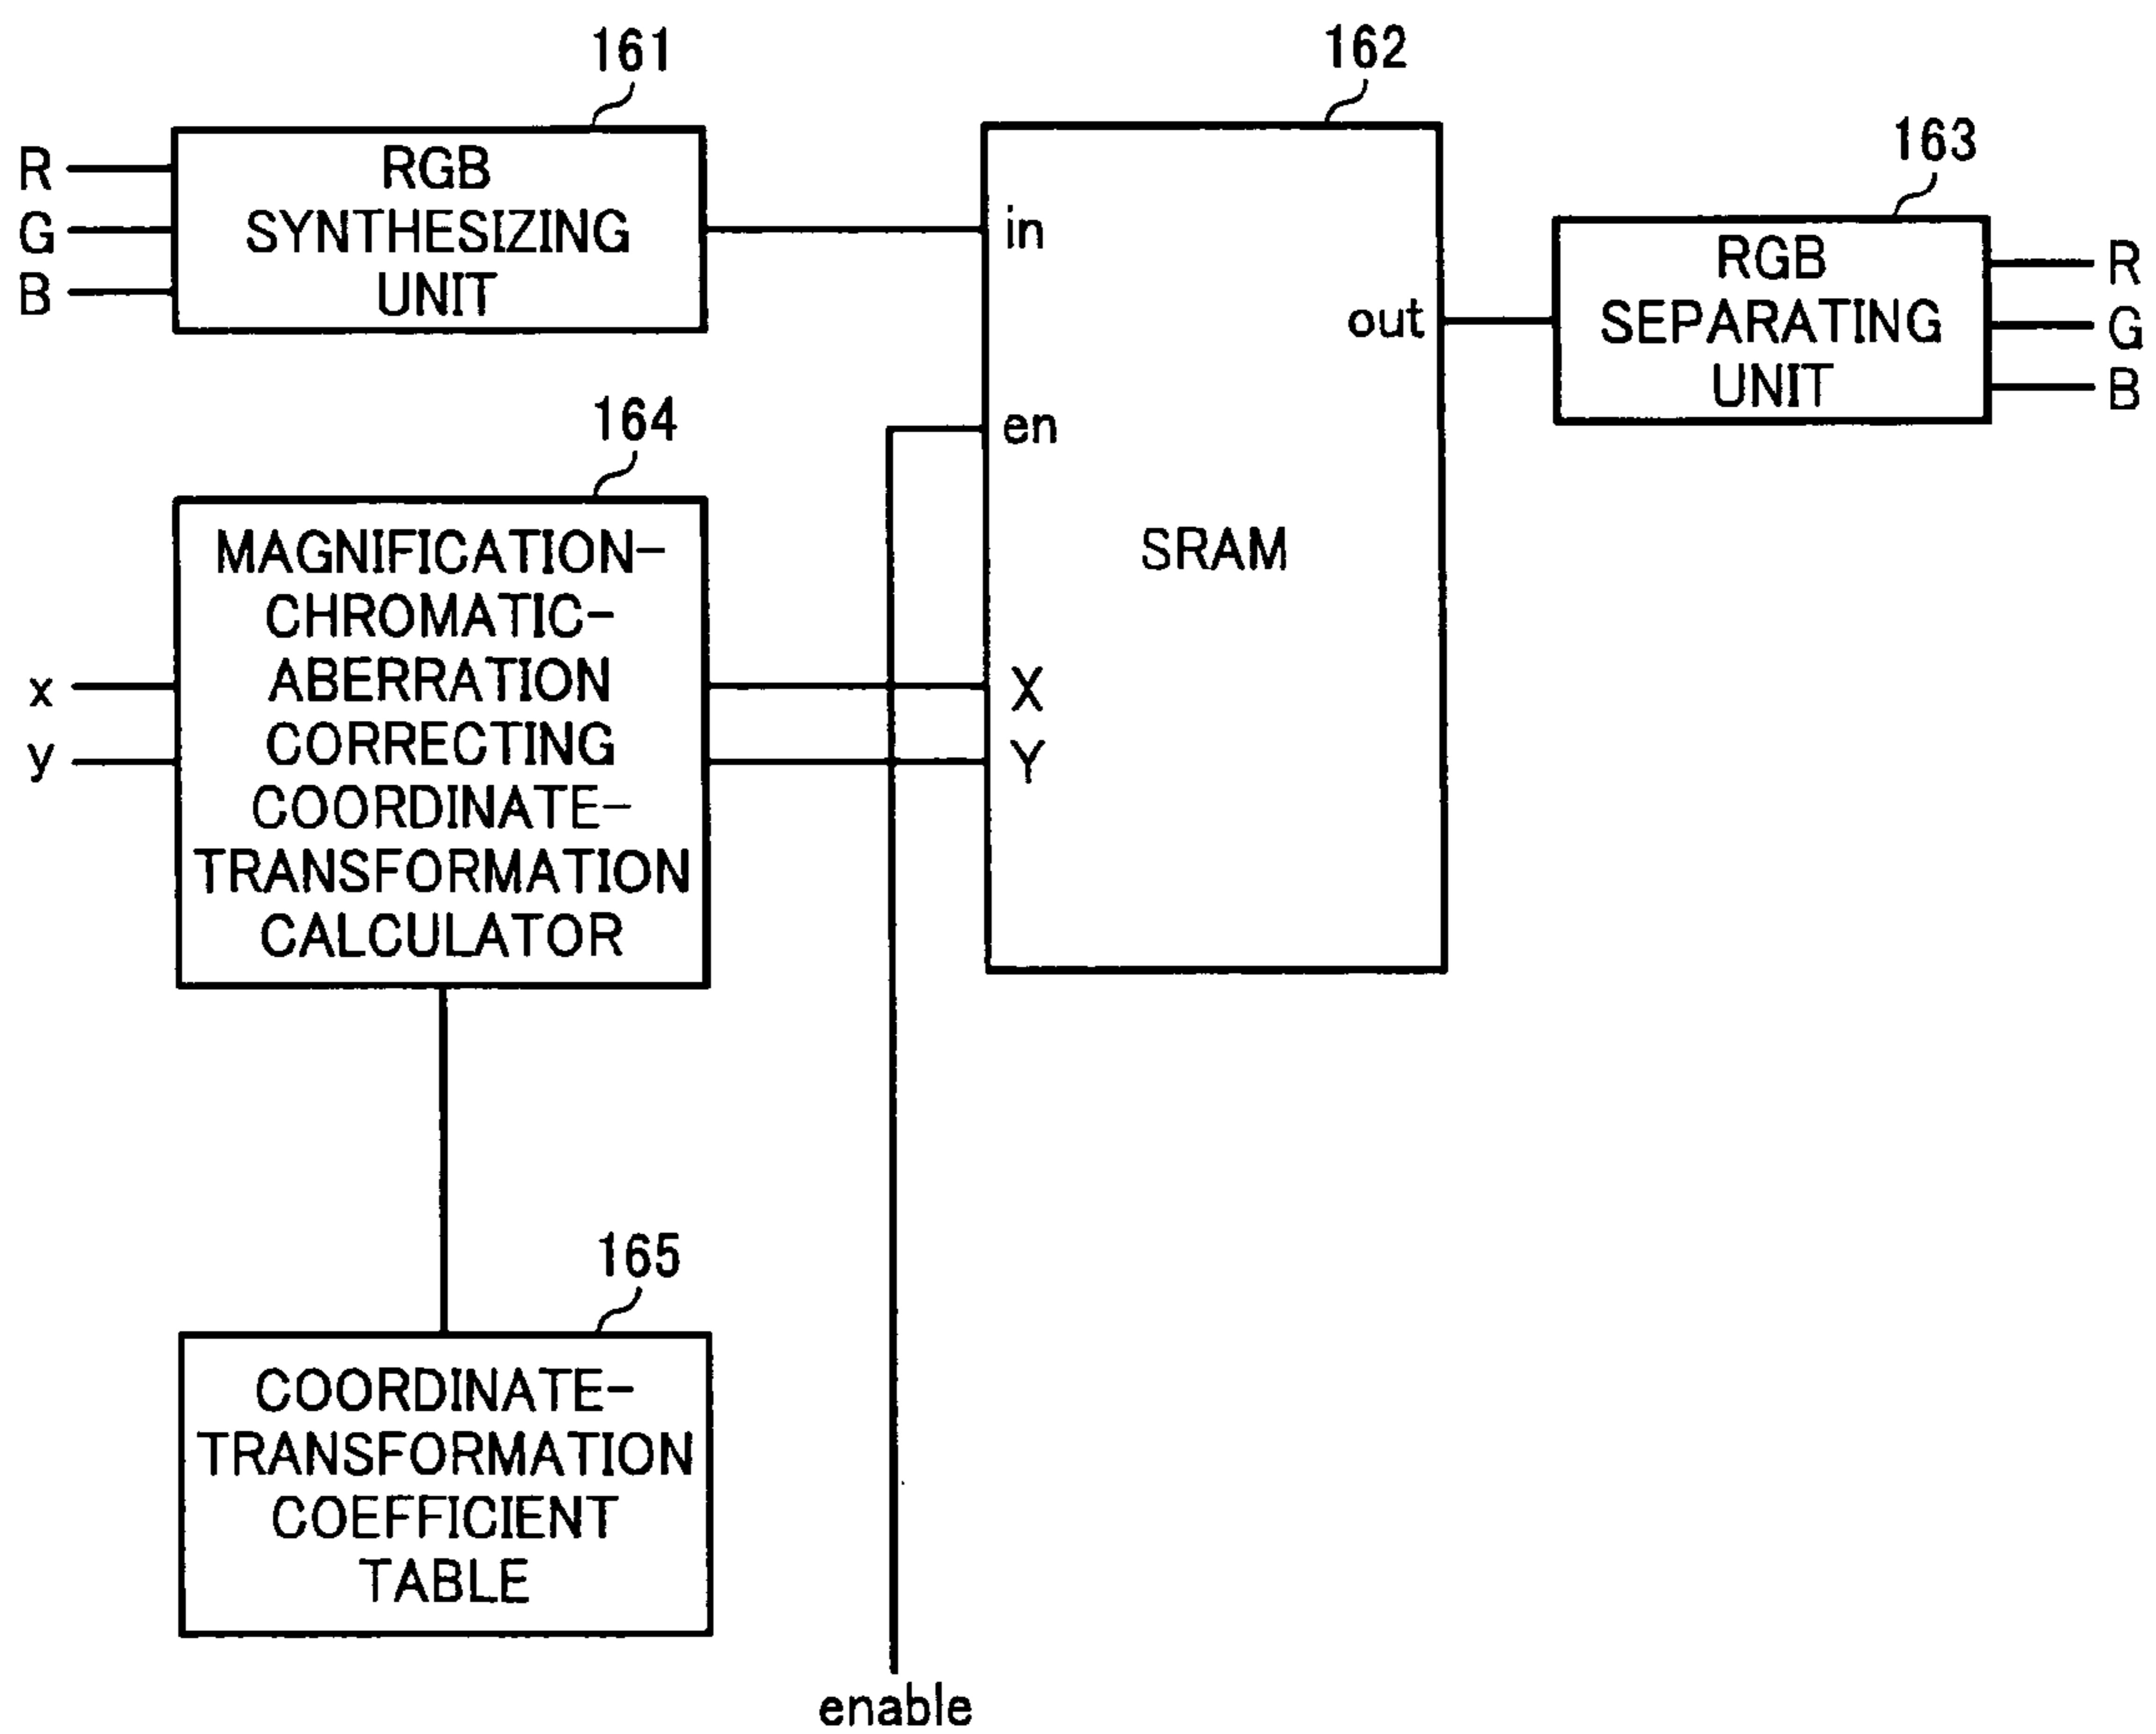 161
162
163
R
G
B
RGB
SYNTHESIZING
UNIT
in
out
RGB
SEPARATING
UNIT
R
G
B
164
en
SRAM
x
y
MAGNIFICATION-
CHROMATIC-
ABERRATION
CORRECTING
COORDINATE-
TRANSFORMATION
CALCULATOR
X
Y
165
COORDINATE-
TRANSFORMATION
COEFFICIENT
TABLE
enable